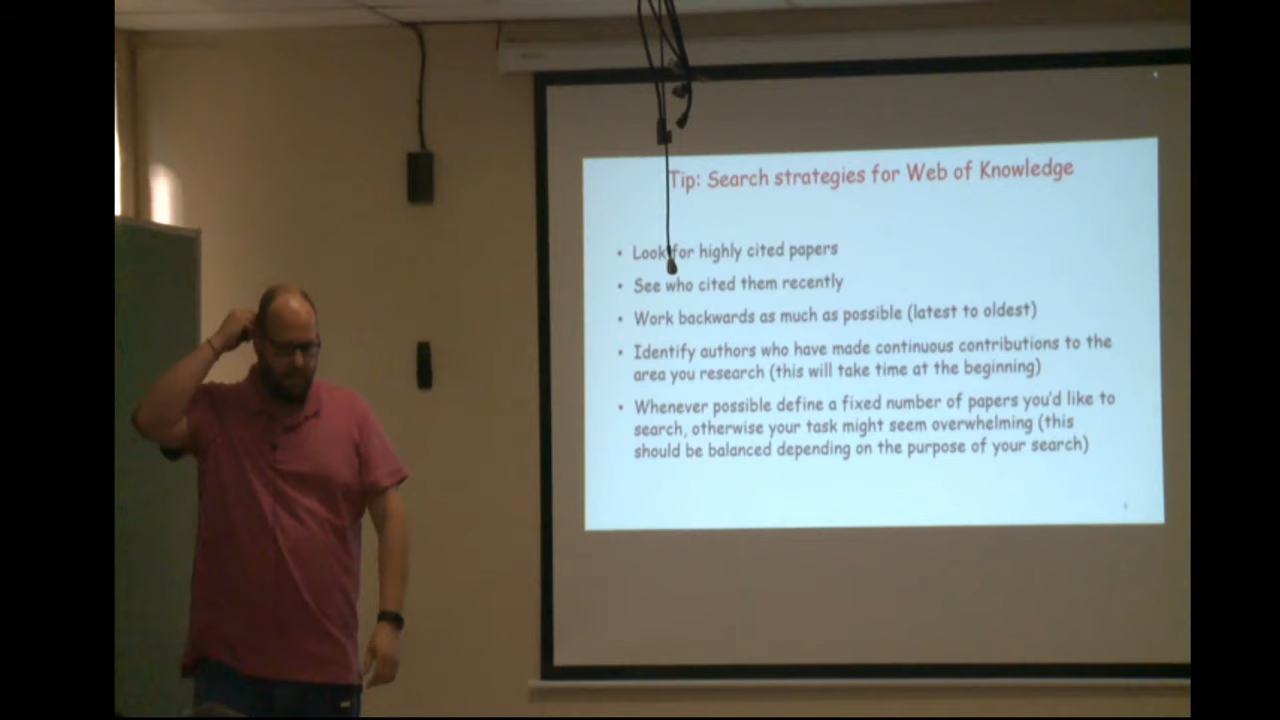 Tip: Search strategies for Web of Knowledge
• Look for highly cited papers
• See who cited them recently
• Work backwards as much as possible (latest to oldest)
• Identify authors who have made continuous contributions to the
area you research (this will take time at the beginning)
• Whenever possible define a fixed number of papers you'd like to
search, otherwise your task might seem overwhelming (this
should be balanced depending on the purpose of your search)